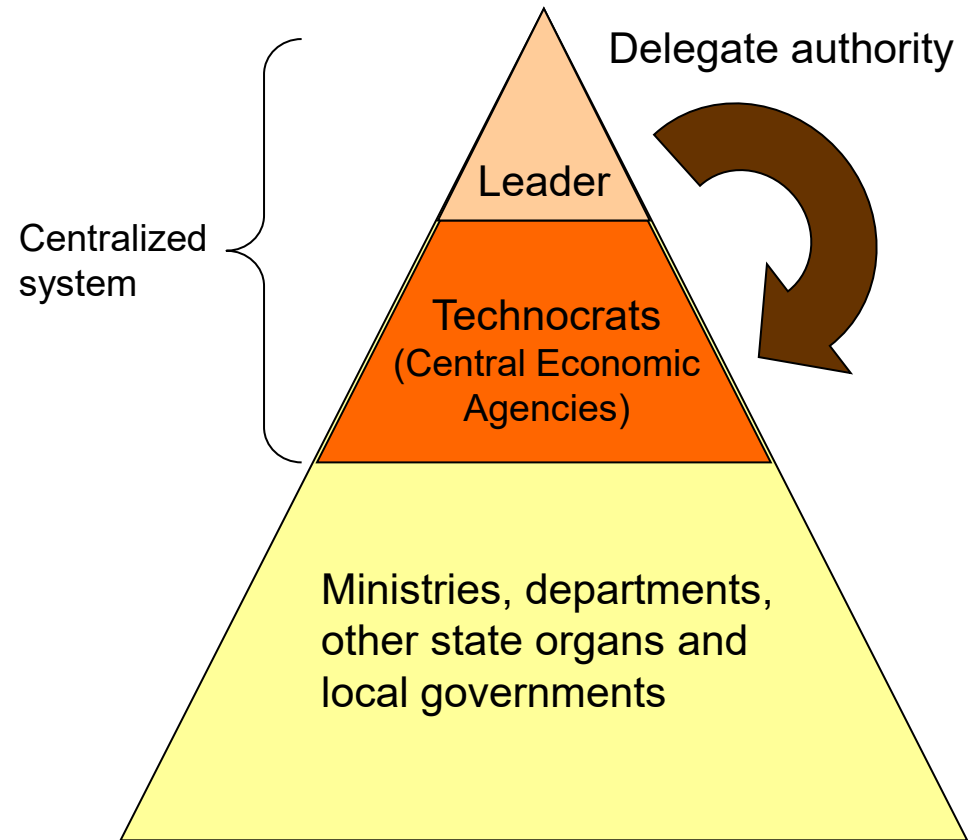 Delegate authority
Leader
Centralized
system
Technocrats
(Central Economic
Agencies)
Ministries, departments,
other state organs and
local governments